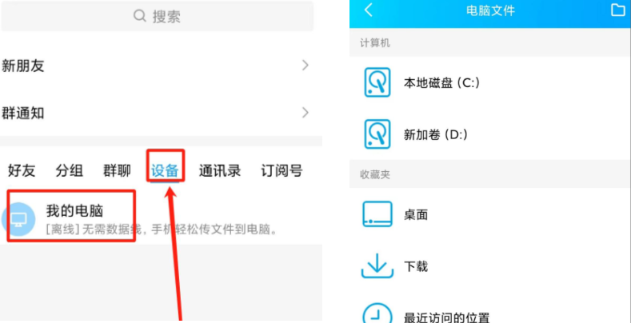 搜索
新朋友
群通知
好友 分组 群聊 设备 通讯录 订阅号
我的电脑
[离线]无需数据线，手机轻松传文件到电脑。
电脑文件
计算机
本地磁盘 (C:)
新加卷 (D:)
收藏夹
桌面
下载
最近访问的位置